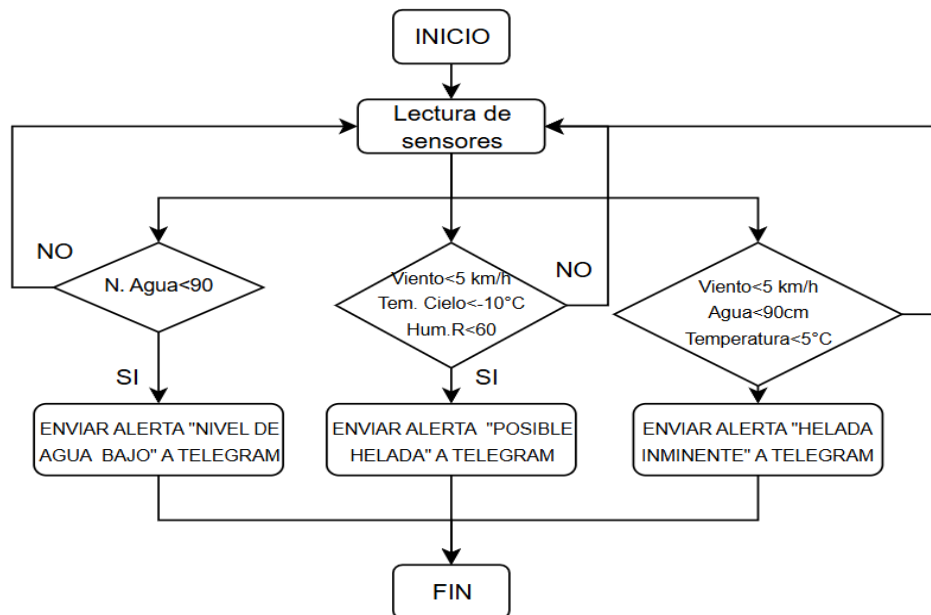 INICIO
Lectura de
sensores
NO
N. Agua<90
SI
Viento<5 km/h
Tem. Cielo<-10°C
Hum.R<60
NO
SI
Viento<5 km/h
Agua<90cm
Temperatura<5°C
ENVIAR ALERTA "NIVEL DE
AGUA BAJO" A TELEGRAM
ENVIAR ALERTA "POSIBLE
HELADA" A TELEGRAM
ENVIAR ALERTA "HELADA
INMINENTE" A TELEGRAM
FIN